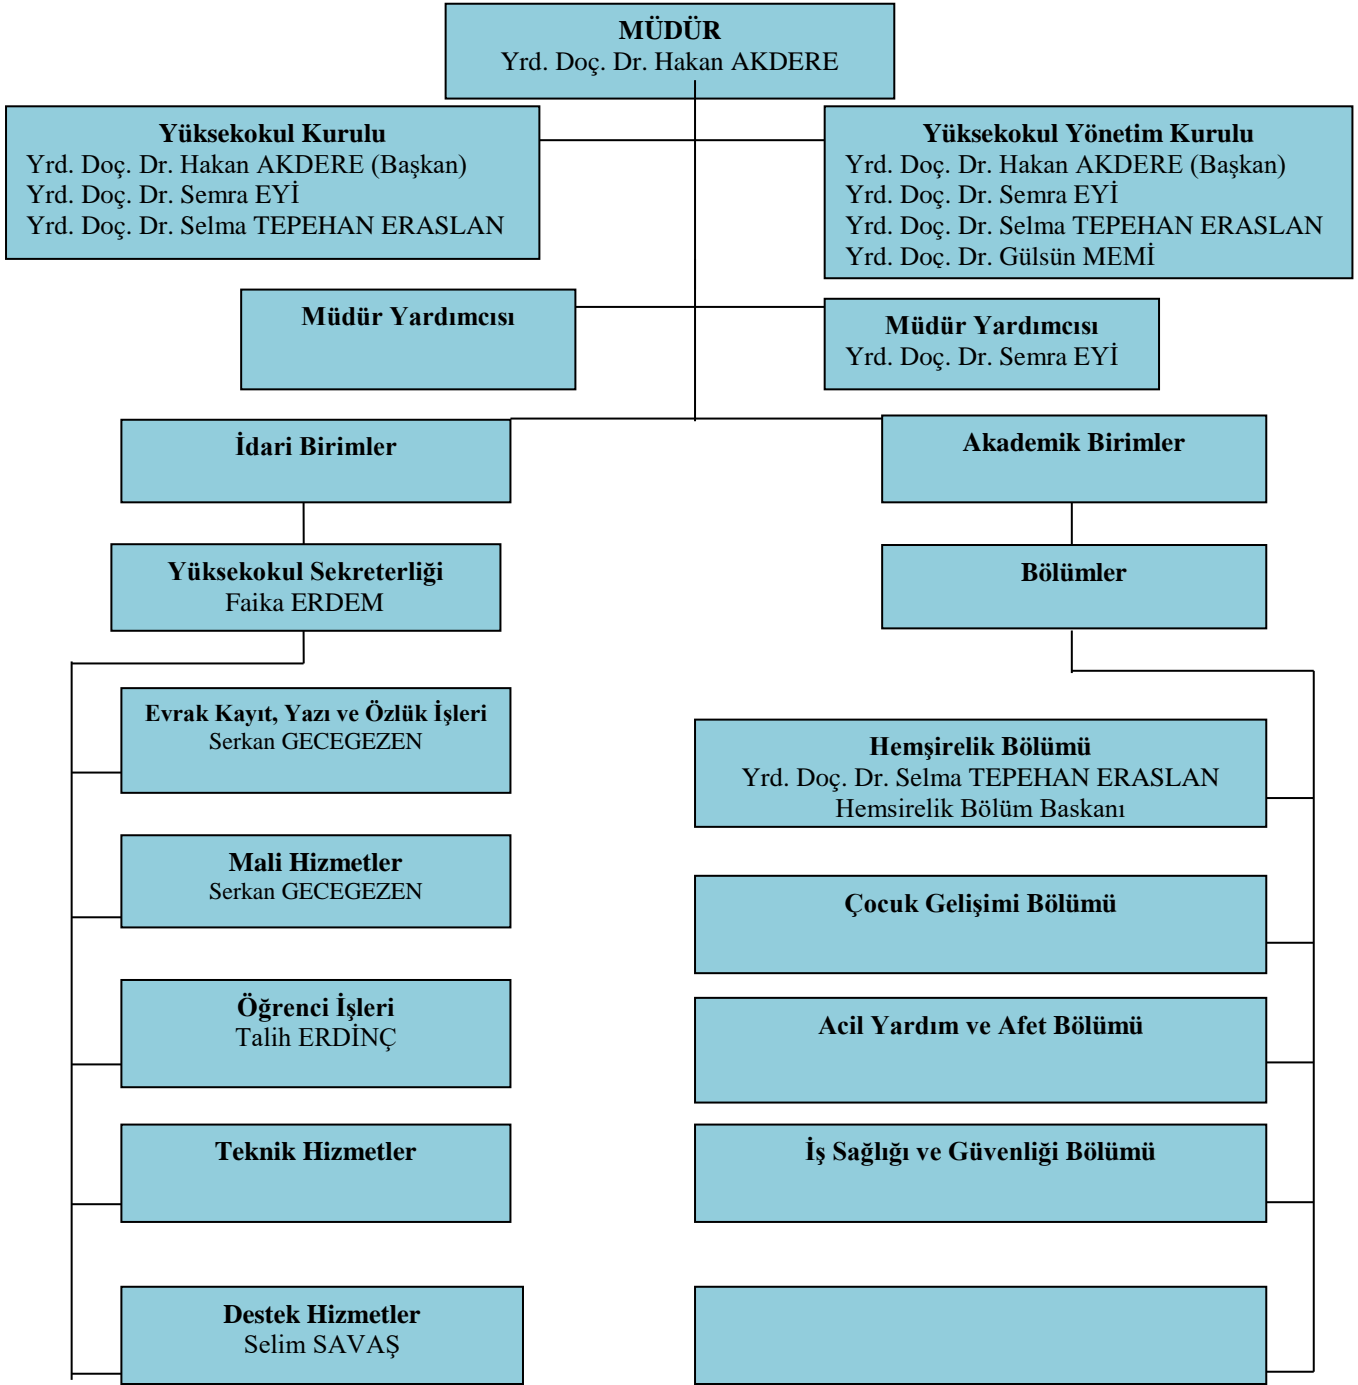 MÜDÜR
Yrd. Doç. Dr. Hakan AKDERE
Yüksekokul Kurulu
Yrd. Doç. Dr. Hakan AKDERE (Başkan)
Yrd. Doç. Dr. Semra EYİ
Yrd. Doç. Dr. Selma TEPEHAN ERASLAN
Yüksekokul Yönetim Kurulu
Yrd. Doç. Dr. Hakan AKDERE (Başkan)
Yrd. Doç. Dr. Semra EYİ
Yrd. Doç. Dr. Selma TEPEHAN ERASLAN
Yrd. Doç. Dr. Gülsün MEMİ
Müdür Yardımcısı
Müdür Yardımcısı
Yrd. Doç. Dr. Semra EYİ
İdari Birimler
Akademik Birimler
Yüksekokul Sekreterliği
Faika ERDEM
Bölümler
Evrak Kayıt, Yazı ve Özlük İşleri
Serkan GECEGEZEN
Mali Hizmetler
Serkan GECEGEZEN
Öğrenci İşleri
Talih ERDİNÇ
Teknik Hizmetler
Destek Hizmetler
Selim SAVAŞ
Hemşirelik Bölümü
Yrd. Doç. Dr. Selma TEPEHAN ERASLAN
Hemsirelik Bölüm Baskanı
Çocuk Gelişimi Bölümü
Acil Yardım ve Afet Bölümü
İş Sağlığı ve Güvenliği Bölümü